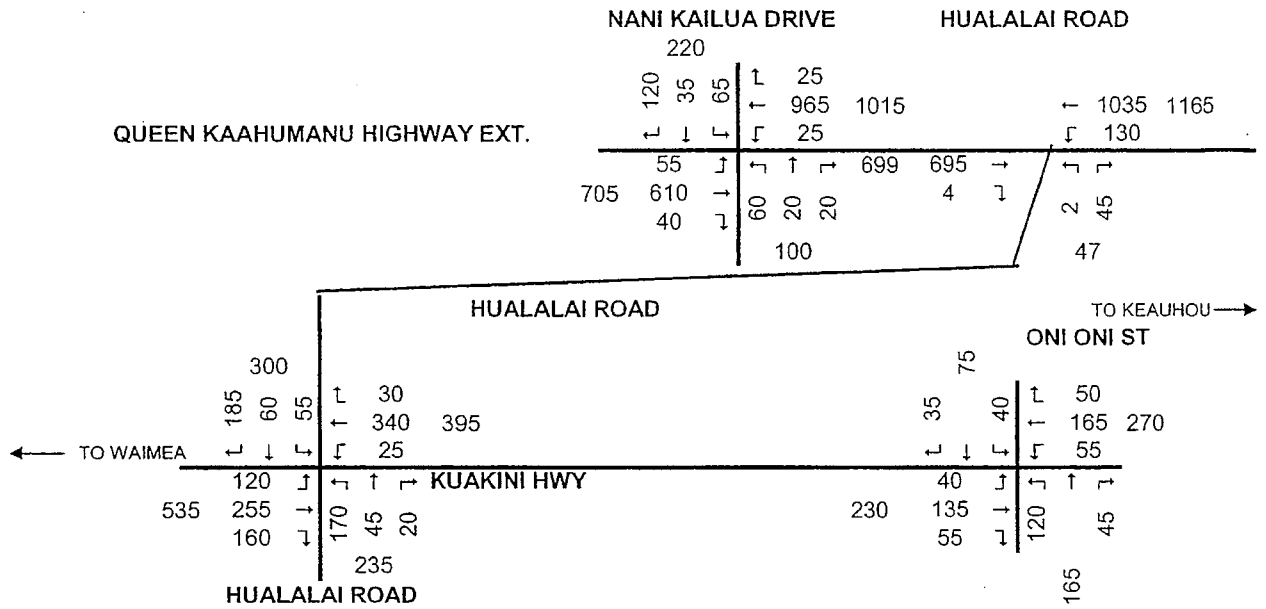 NANI KAILUA DRIVE HUALALAI ROAD
220
120 35 65 25
965 1015 1035 1165
QUEEN KAAHUMANU HIGHWAY EXT. 25 130
55 699 695
705 610 4
40 60 20 20 2 45
100 47
HUALALAI ROAD TO KEAUHOU
ONI ONI ST
300 75
185 60 55 30 35 40 50
340 395 165 270
TO WAIMEA 25 55
120 KUAKINI HWY 40
535 255 230 135
160 170 45 20 55 120 45
235 165
HUALALAI ROAD